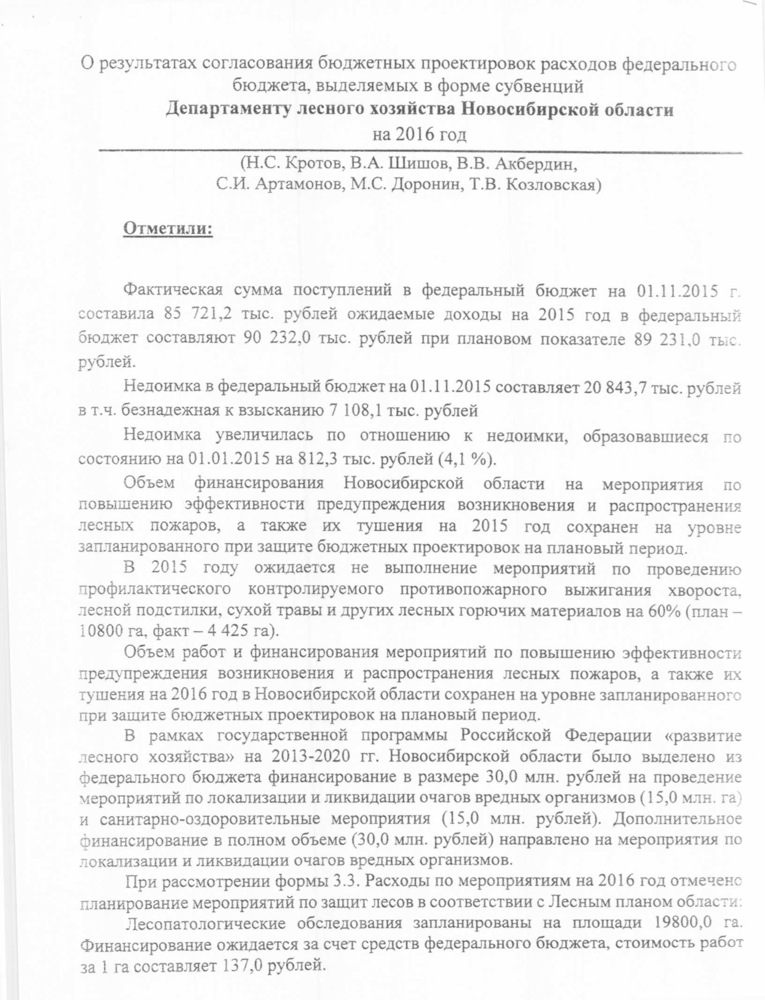 О результатах согласования бюджетных проектировок расходов федерального
бюджета, выделяемых в форме субвенций
Департаменту лесного хозяйства Новосибирской области
на 2016 год
(Н.С. Кротов, В.А. Шишов, В.В. Акбердин,
С.И. Артамонов, М.С. Доронин, Т.В. Козловская)
Отметили:
Фактическая сумма поступлений в федеральный бюджет на 01.11.2015 г.
составила 85 721,2 тыс. рублей ожидаемые доходы на 2015 год в федеральный
бюджет составляют 90 232,0 тыс. рублей при плановом показателе 89 231,0 тыс.
рублей.
Недоимка в федеральный бюджет на 01.11.2015 составляет 20 843,7 тыс. рублей
в т.ч. безнадежная к взысканию 7 108,1 тыс. рублей
Недоимка увеличилась по отношению к недоимки, образовавшиеся по
состоянию на 01.01.2015 на 812,3 тыс. рублей (4,1 %).
Объем финансирования Новосибирской области на мероприятия по
повышению эффективности предупреждения возникновения и распространения
лесных пожаров, а также их тушения на 2015 год сохранен на уровне
запланированного при защите бюджетных проектировок на плановый период.
В 2015 году ожидается не выполнение мероприятий по проведению
профилактического контролируемого противопожарного выжигания хвороста,
лесной подстилки, сухой травы и других лесных горючих материалов на 60% (план –
10800 га, факт – 4 425 га).
Объем работ и финансирования мероприятий по повышению эффективности
предупреждения возникновения и распространения лесных пожаров, а также их
тушения на 2016 год в Новосибирской области сохранен на уровне запланированного
при защите бюджетных проектировок на плановый период.
В рамках государственной программы Российской Федерации «развитие
лесного хозяйства» на 2013-2020 гг. Новосибирской области было выделено из
федерального бюджета финансирование в размере 30,0 млн. рублей на проведение
мероприятий по локализации и ликвидации очагов вредных организмов (15,0 млн. га)
и санитарно-оздоровительные мероприятия (15,0 млн. рублей). Дополнительное
финансирование в полном объеме (30,0 млн. рублей) направлено на мероприятия по
локализации и ликвидации очагов вредных организмов.
При рассмотрении формы 3.3. Расходы по мероприятиям на 2016 год отмечено
планирование мероприятий по защит лесов в соответствии с Лесным планом области:
Лесопатологические обследования запланированы на площади 19800,0 га.
Финансирование ожидается за счет средств федерального бюджета, стоимость работ
за 1 га составляет 137,0 рублей.